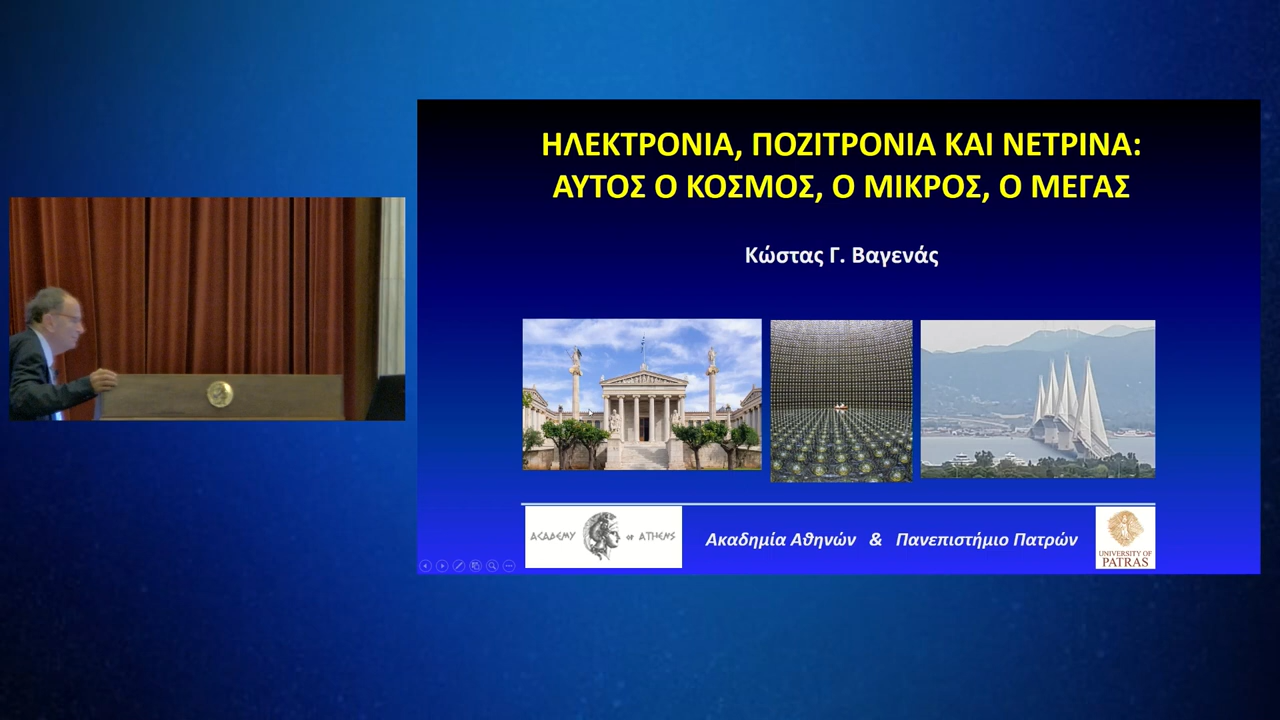 ΗΛΕΚΤΡΟΝΙΑ, ΠΟΖΙΤΡΟΝΙΑ ΚΑΙ ΝΕΤΡΙΝΑ:
ΑΥΤΟΣ Ο ΚΟΣΜΟΣ, Ο ΜΙΚΡΟΣ, Ο ΜΕΓΑΣ
Κώστας Γ. Βαγενάς
ACADEMY OF ATHENS
Ακαδημία Αθηνών & Πανεπιστήμιο Πατρών
UNIVERSITY OF
PATRAS